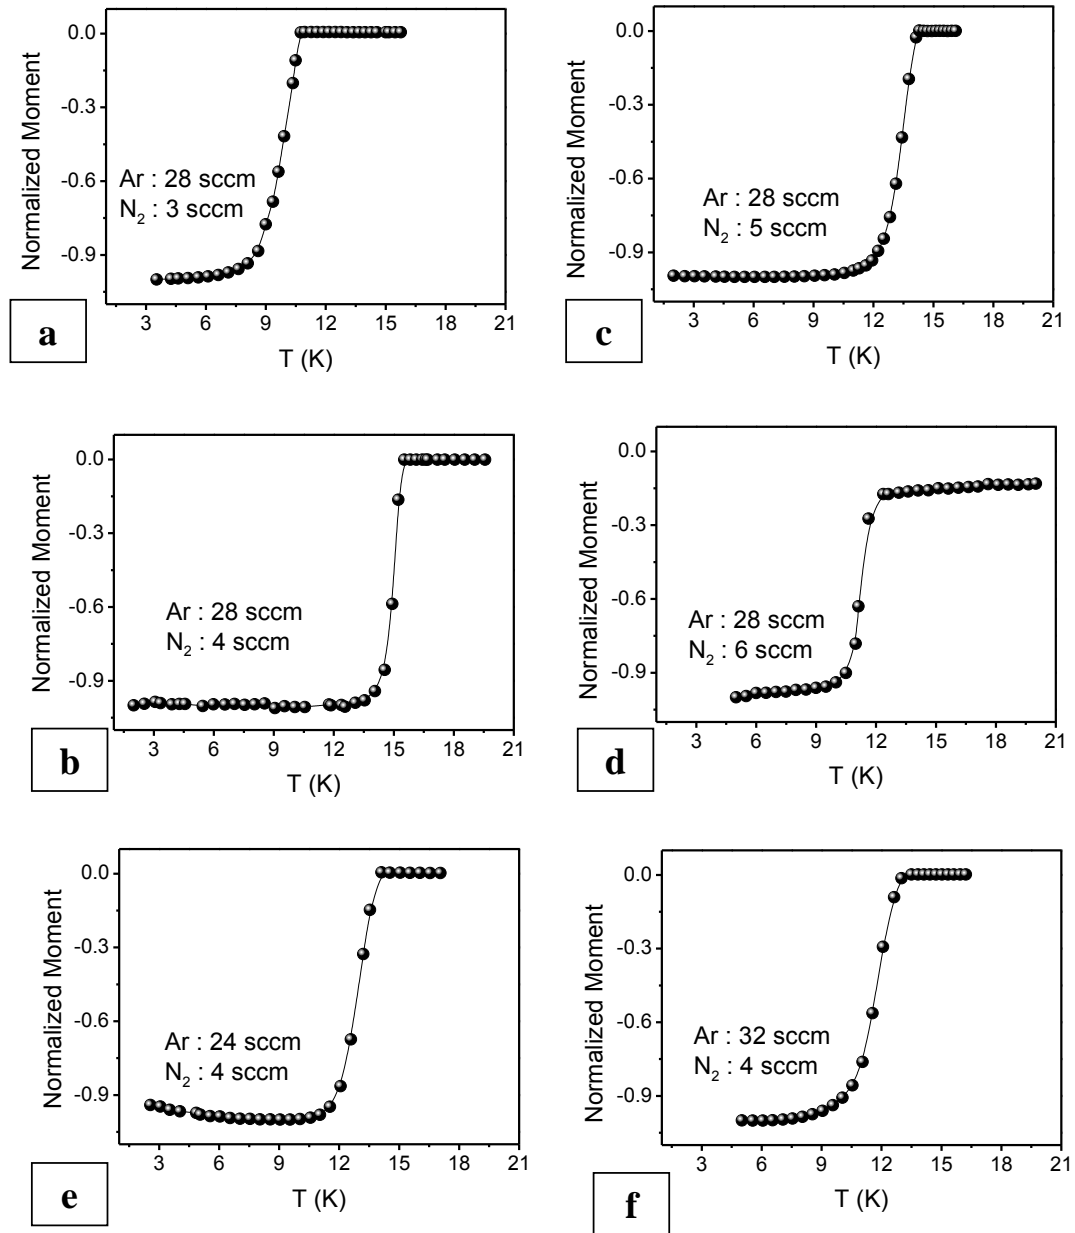 0.0
-0.3
-0.6
-0.9
Normalized Moment
Ar : 28 sccm
N2 : 3 sccm
3 6 9 12 15 18 21
T (K)
a
0.0
-0.3
-0.6
-0.9
Normalized Moment
Ar : 28 sccm
N2 : 5 sccm
3 6 9 12 15 18 21
T (K)
c
0.0
-0.3
-0.6
-0.9
Normalized Moment
Ar : 28 sccm
N2 : 4 sccm
3 6 9 12 15 18 21
T (K)
b
0.0
-0.3
-0.6
-0.9
Normalized Moment
Ar : 28 sccm
N2 : 6 sccm
3 6 9 12 15 18 21
T (K)
d
0.0
-0.3
-0.6
-0.9
Normalized Moment
Ar : 24 sccm
N2 : 4 sccm
3 6 9 12 15 18 21
T (K)
e
0.0
-0.3
-0.6
-0.9
Normalized Moment
Ar : 32 sccm
N2 : 4 sccm
3 6 9 12 15 18 21
T (K)
f